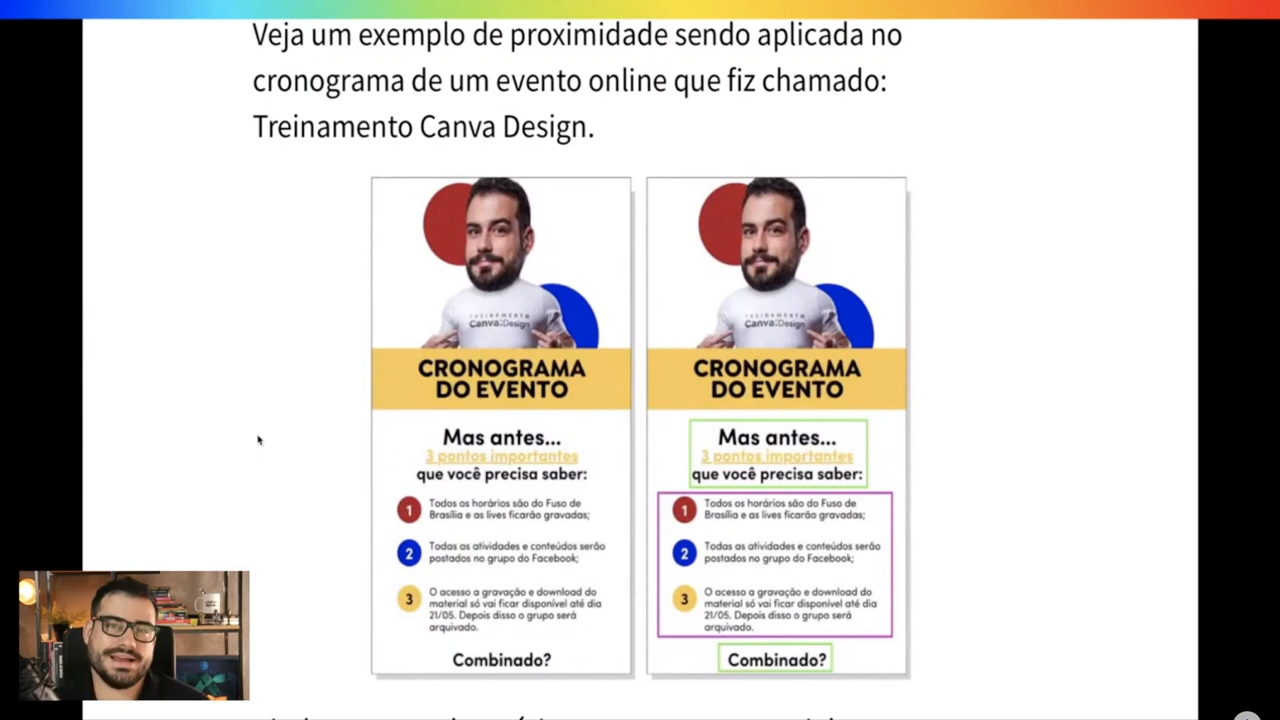 Veja um exemplo de proximidade sendo aplicada no
cronograma de um evento online que fiz chamado:
Treinamento Canva Design.
TREINAMENTO
Canva:Design
CRONOGRAMA
DO EVENTO
Mas antes...
3 pontos importantes
que você precisa saber:
1
Todos os horários são do Fuso de
Brasília e as lives ficarão gravadas;
2
Todas as atividades e conteúdos serão
postados no grupo do Facebook;
3
O acesso a gravação e download do
material só vai ficar disponível até dia
21/05. Depois disso o grupo será
arquivado.
Combinado?
TREINAMENTO
Canva:Design
CRONOGRAMA
DO EVENTO
Mas antes...
3 pontos importantes
que você precisa saber:
1
Todos os horários são do Fuso de
Brasília e as lives ficarão gravadas;
2
Todas as atividades e conteúdos serão
postados no grupo do Facebook;
3
O acesso a gravação e download do
material só vai ficar disponível até dia
21/05. Depois disso o grupo será
arquivado.
Combinado?